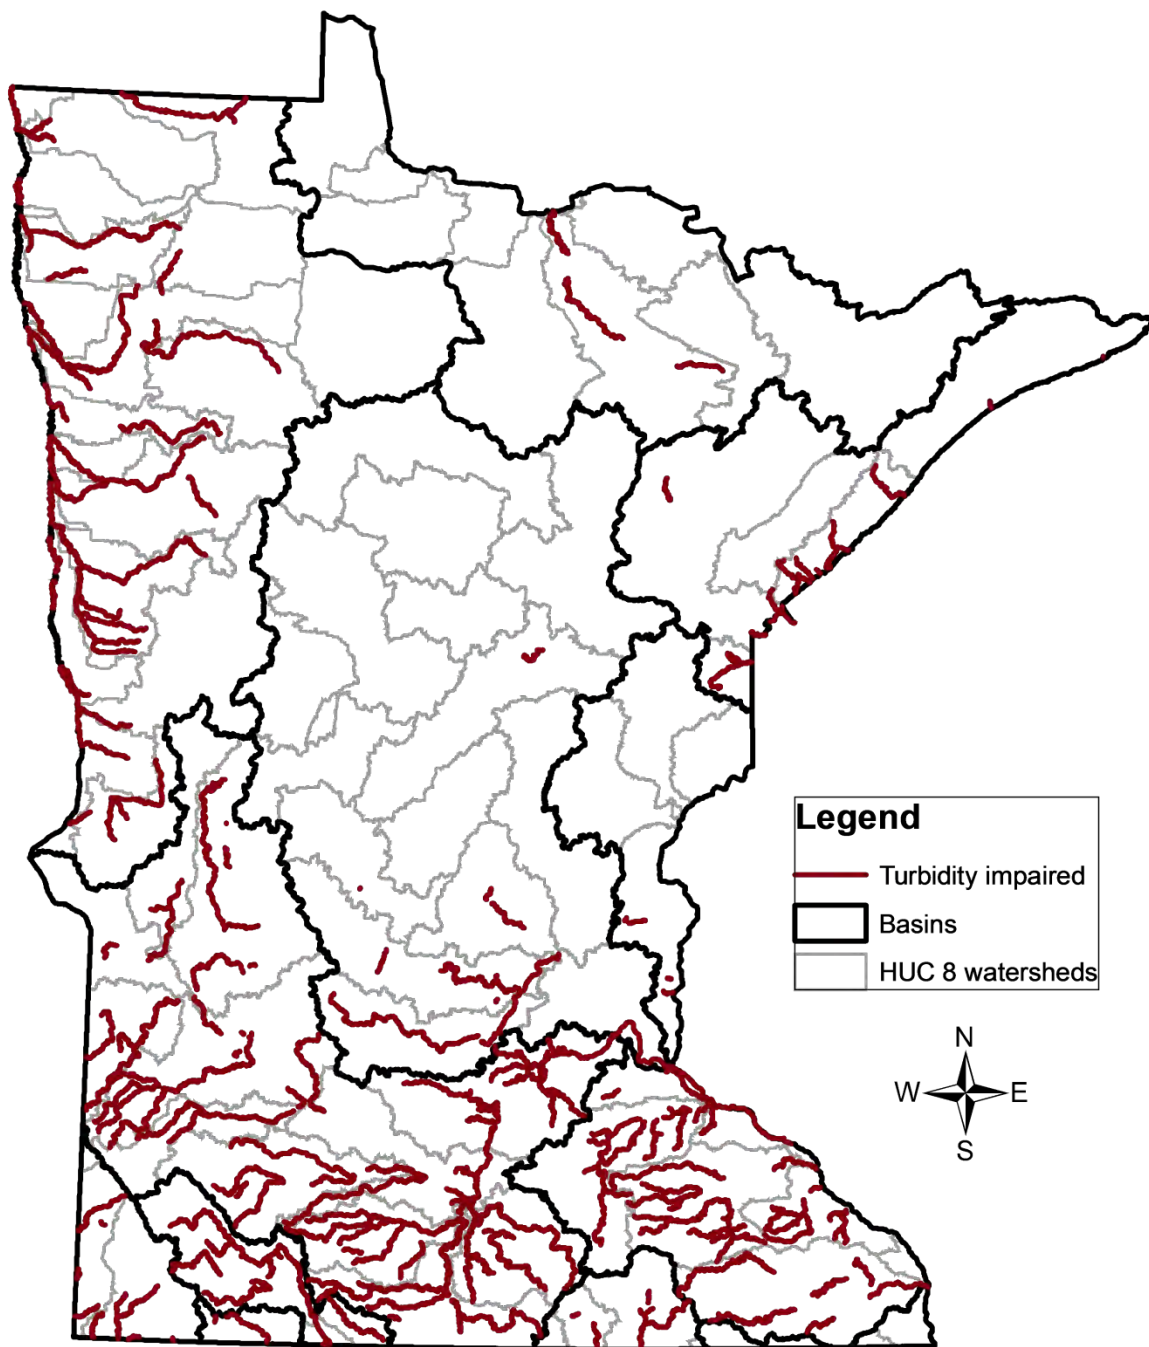 Legend
Turbidity impaired
Basins
HUC 8 watersheds
N
W E
S